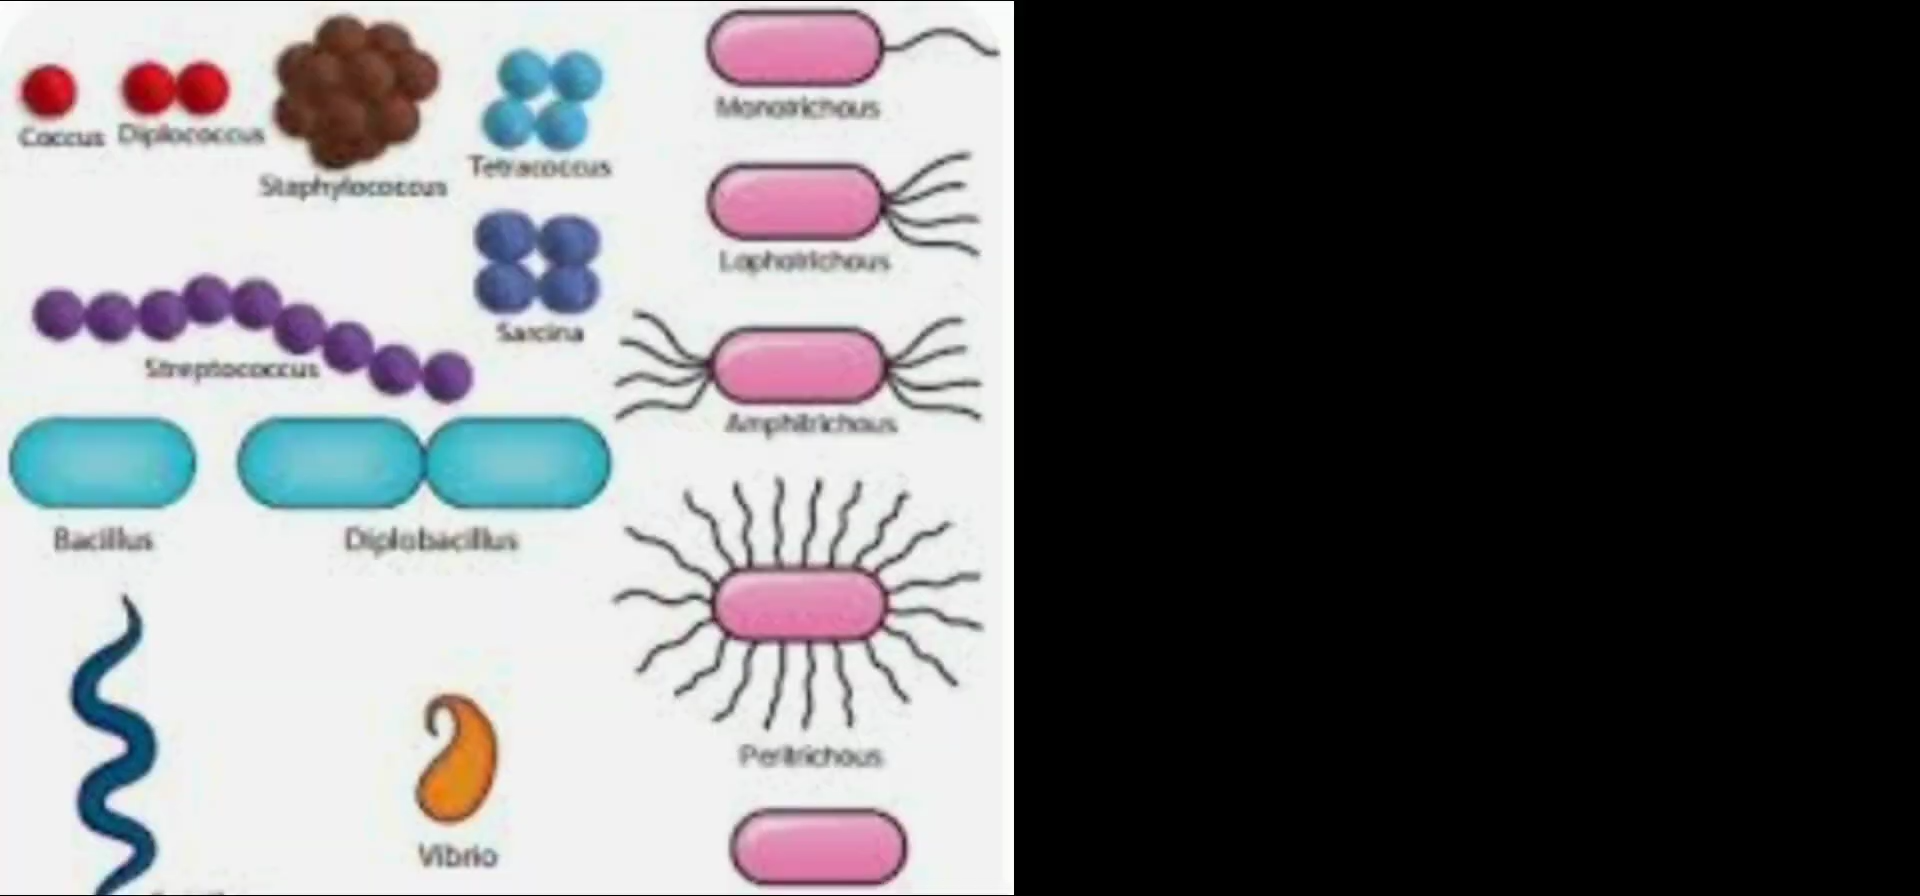 Coccus
Diplococcus
Staphylococcus
Tetracoccus
Sarcina
Streptococcus
Bacillus
Diplobacillus
Vibrio
Monotrichous
Lophotrichous
Amphitrichous
Peritrichous